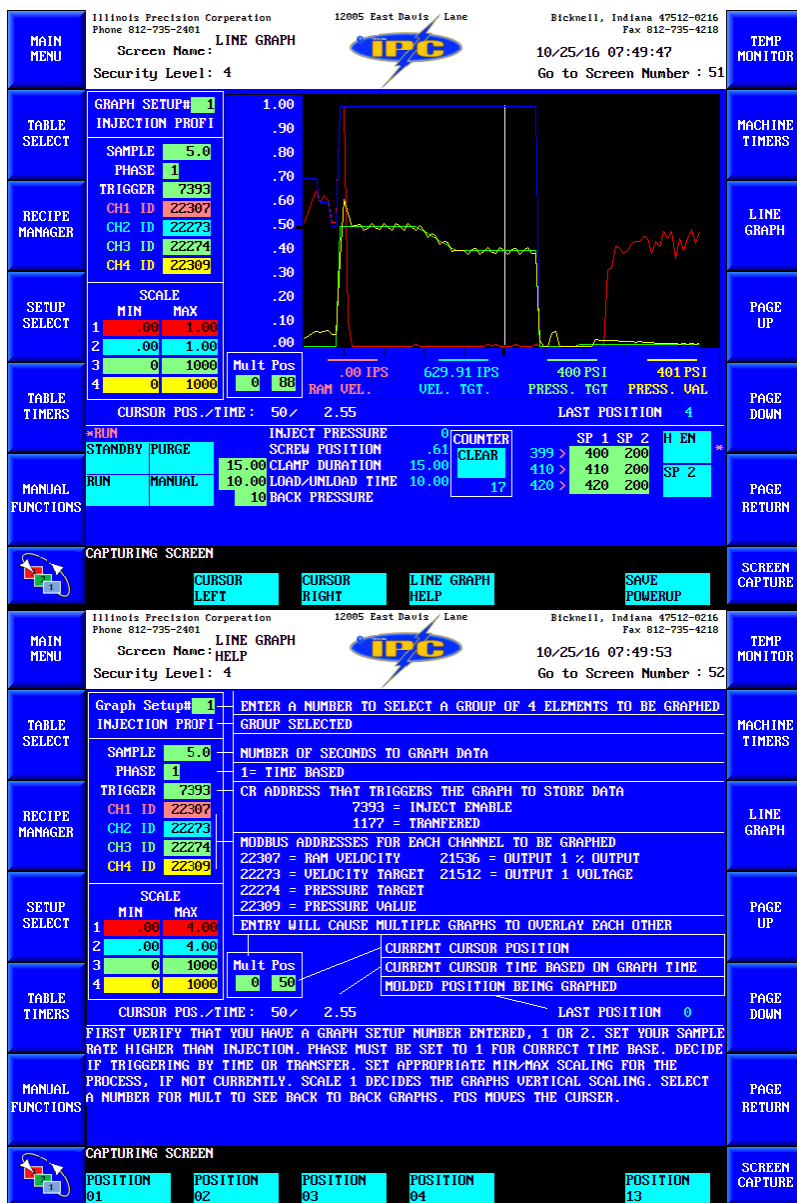 Illinois Precision Corperation 12005 East Davis Lane Bicknell, Indiana 47512-0216
Phone 812-735-2401 Fax 812-735-4218
MAIN MENU
Screen Name: LINE GRAPH
IPC
10/25/16 07:49:47
TEMP MONITOR
Security Level: 4
Go to Screen Number : 51
TABLE SELECT
RECIPE MANAGER
SETUP SELECT
TABLE TIMERS
MANUAL FUNCTIONS
GRAPH SETUP# 1
INJECTION PROFI
SAMPLE 5.0
PHASE 1
TRIGGER 7393
CH1 ID 22307
CH2 ID 22273
CH3 ID 22274
CH4 ID 22309
SCALE
MIN MAX
1 .00 1.00
2 .00 1.00
3 0 1000
4 0 1000
Mult Pos
0 88
1.00
.90
.80
.70
.60
.50
.40
.30
.20
.10
.00
.00 IPS 629.91 IPS 400 PSI 401 PSI
RAM VEL. VEL. TGT. PRESS. TGT PRESS. VAL
CURSOR POS./TIME: 50/ 2.55 LAST POSITION 4
MACHINE TIMERS
LINE GRAPH
PAGE UP
PAGE DOWN
PAGE RETURN
SCREEN CAPTURE
*RUN
STANDBY PURGE
RUN MANUAL
INJECT PRESSURE 0
SCREW POSITION .61
15.00 CLAMP DURATION 15.00
10.00 LOAD/UNLOAD TIME 10.00
10 BACK PRESSURE
COUNTER
CLEAR
17
SP 1 SP 2
399 > 400 200
410 > 410 200
420 > 420 200
H EN *
SP 2
CAPTURING SCREEN
3 2 1
CURSOR LEFT
CURSOR RIGHT
LINE GRAPH HELP
SAVE POWERUP
Illinois Precision Corperation 12005 East Davis Lane Bicknell, Indiana 47512-0216
Phone 812-735-2401 Fax 812-735-4218
MAIN MENU
Screen Name: LINE GRAPH HELP
IPC
10/25/16 07:49:53
TEMP MONITOR
Security Level: 4
Go to Screen Number : 52
TABLE SELECT
RECIPE MANAGER
SETUP SELECT
TABLE TIMERS
MANUAL FUNCTIONS
Graph Setup# 1
INJECTION PROFI
SAMPLE 5.0
PHASE 1
TRIGGER 7393
CH1 ID 22307
CH2 ID 22273
CH3 ID 22274
CH4 ID 22309
SCALE
MIN MAX
1 .00 4.00
2 .00 4.00
3 0 1000
4 0 1000
Mult Pos
0 50
ENTER A NUMBER TO SELECT A GROUP OF 4 ELEMENTS TO BE GRAPHED
GROUP SELECTED
NUMBER OF SECONDS TO GRAPH DATA
1= TIME BASED
CR ADDRESS THAT TRIGGERS THE GRAPH TO STORE DATA
7393 = INJECT ENABLE
1177 = TRANFERED
MODBUS ADDRESSES FOR EACH CHANNEL TO BE GRAPHED
22307 = RAM VELOCITY 21536 = OUTPUT 1 % OUTPUT
22273 = VELOCITY TARGET 21512 = OUTPUT 1 VOLTAGE
22274 = PRESSURE TARGET
22309 = PRESSURE VALUE
ENTRY WILL CAUSE MULTIPLE GRAPHS TO OVERLAY EACH OTHER
CURRENT CURSOR POSITION
CURRENT CURSOR TIME BASED ON GRAPH TIME
MOLDED POSITION BEING GRAPHED
CURSOR POS./TIME: 50/ 2.55 LAST POSITION 0
MACHINE TIMERS
LINE GRAPH
PAGE UP
PAGE DOWN
PAGE RETURN
SCREEN CAPTURE
FIRST VERIFY THAT YOU HAVE A GRAPH SETUP NUMBER ENTERED, 1 OR 2. SET YOUR SAMPLE
RATE HIGHER THAN INJECTION. PHASE MUST BE SET TO 1 FOR CORRECT TIME BASE. DECIDE
IF TRIGGERING BY TIME OR TRANSFER. SET APPROPRIATE MIN/MAX SCALING FOR THE
PROCESS, IF NOT CURRENTLY. SCALE 1 DECIDES THE GRAPHS VERTICAL SCALING. SELECT
A NUMBER FOR MULT TO SEE BACK TO BACK GRAPHS. POS MOVES THE CURSER.
CAPTURING SCREEN
3 2 1
POSITION 01
POSITION 02
POSITION 03
POSITION 04
POSITION 13